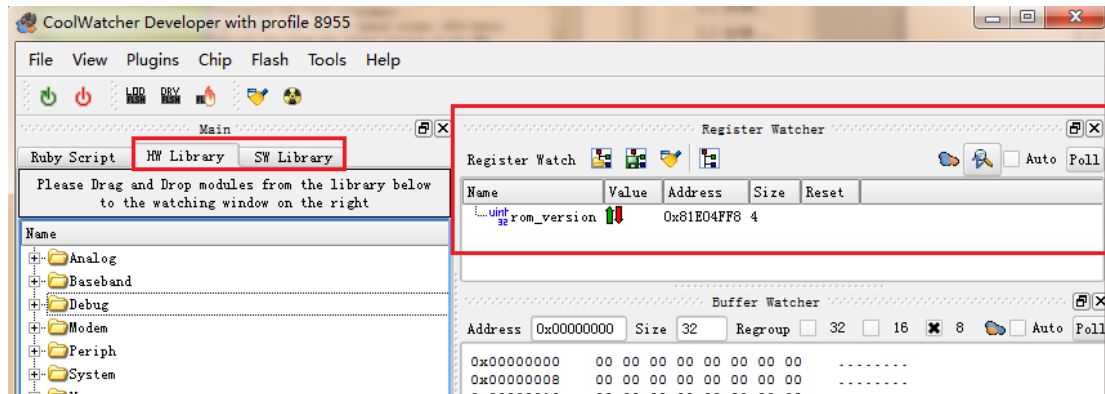 CoolWatcher Developer with profile 8955
File View Plugins Chip Flash Tools Help
Main
Ruby Script HW Library SW Library
Please Drag and Drop modules from the library below
to the watching window on the right
Name
Analog
Baseband
Debug
Modem
Periph
System
Register Watcher
Register Watch Auto Poll
Name Value Address Size Reset
uint 32 rom_version 0x81E04FF8 4
Buffer Watcher
Address 0x00000000 Size 32 Regroup 32 16 8 Auto Poll
0x00000000 00 00 00 00 00 00 00 00 ........
0x00000008 00 00 00 00 00 00 00 00 ........